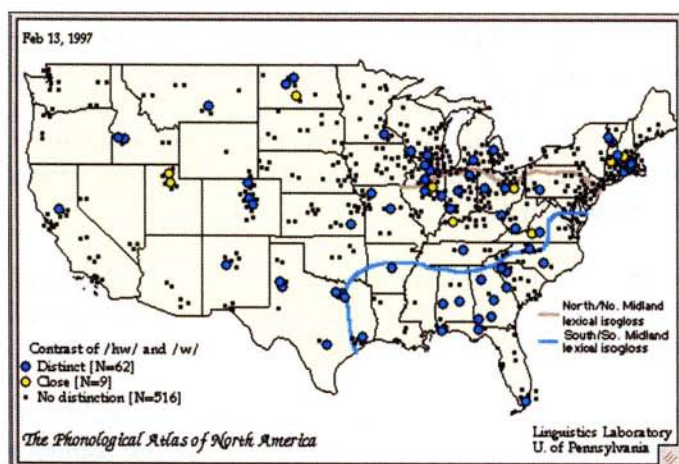 Feb 13, 1997
North/No. Midland
lexical isogloss
South/So. Midland
lexical isogloss
Contrast of /hw/ and /w/
Distinct [N=62]
Close [N=9]
No distinction [N=516]
The Phonological Atlas of North America
Linguistics Laboratory
U. of Pennsylvania